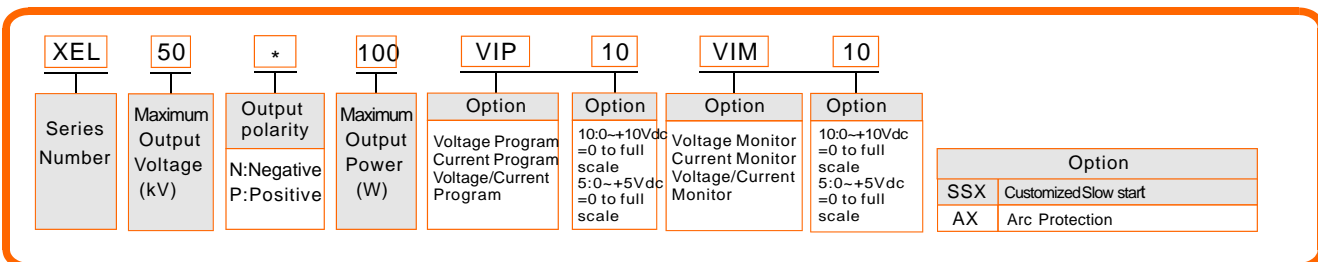 XEL 50 * 100 VIP 10 VIM 10
Series
Number
Maximum
Output
Voltage
(kV)
Output
polarity
N:Negative
P:Positive
Maximum
Output
Power
(W)
Option
Voltage Program
Current Program
Voltage/Current
Program
Option
10:0~+10Vdc
=0 to full
scale
5:0~+5Vdc
=0 to full
scale
Option
Voltage Monitor
Current Monitor
Voltage/Current
Monitor
Option
10:0~+10Vdc
=0 to full
scale
5:0~+5Vdc
=0 to full
scale
Option
SSX Customized Slow start
AX Arc Protection